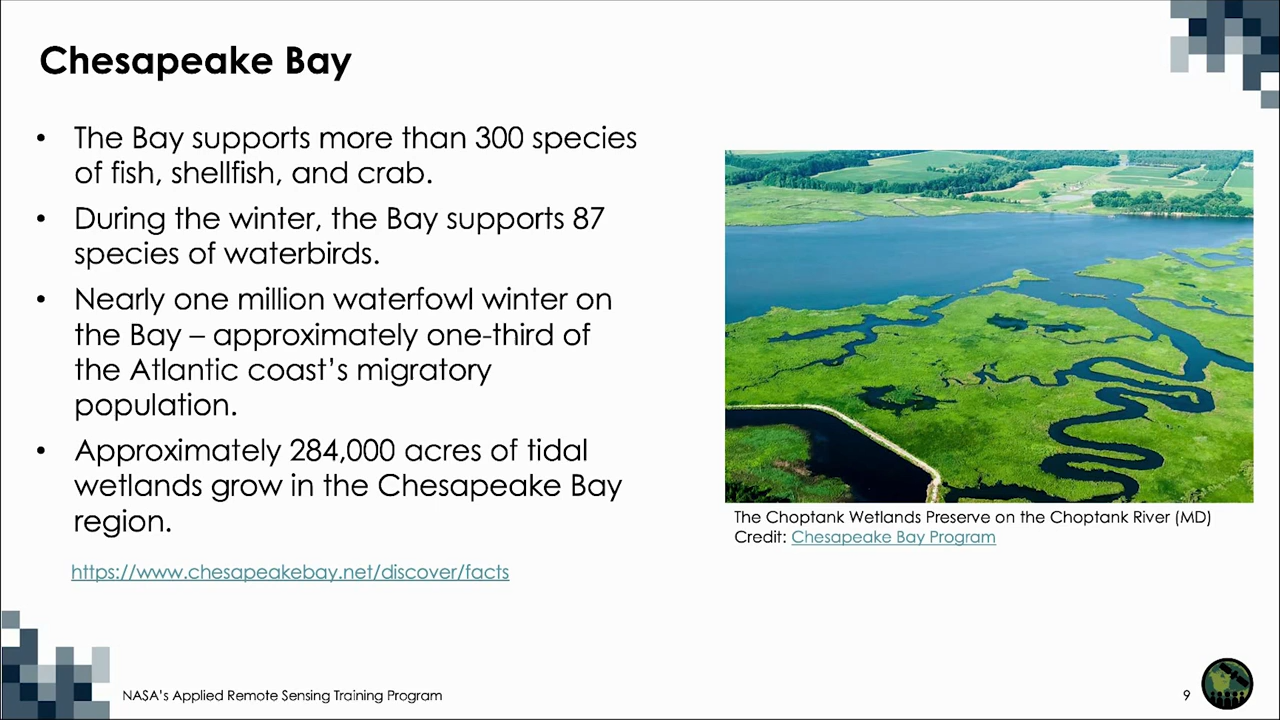 Chesapeake Bay
• The Bay supports more than 300 species
of fish, shellfish, and crab.
• During the winter, the Bay supports 87
species of waterbirds.
• Nearly one million waterfowl winter on
the Bay – approximately one-third of
the Atlantic coast’s migratory
population.
• Approximately 284,000 acres of tidal
wetlands grow in the Chesapeake Bay
region.
https://www.chesapeakebay.net/discover/facts
The Choptank Wetlands Preserve on the Choptank River (MD)
Credit: Chesapeake Bay Program
NASA’s Applied Remote Sensing Training Program
9